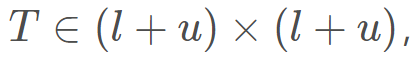 T ∈ (l + u) × (l + u),